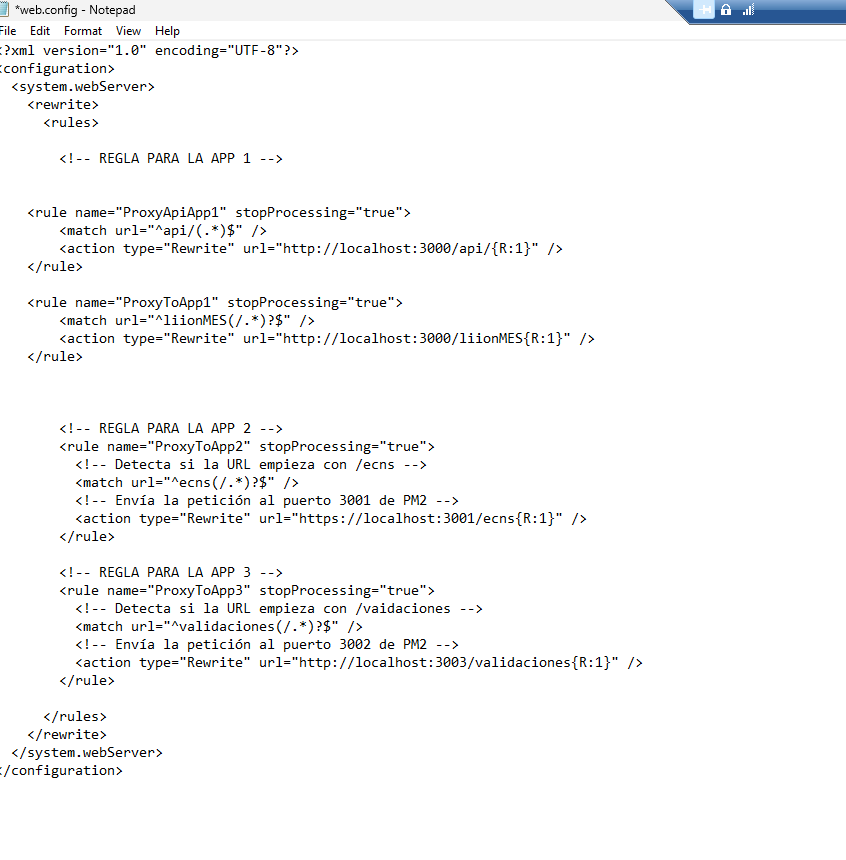 *web.config - Notepad
File Edit Format View Help
<?xml version="1.0" encoding="UTF-8"?>
<configuration>
  <system.webServer>
    <rewrite>
      <rules>

        <!-- REGLA PARA LA APP 1 -->


    <rule name="ProxyApiApp1" stopProcessing="true">
        <match url="^api/(.*)$" />
        <action type="Rewrite" url="http://localhost:3000/api/{R:1}" />
    </rule>

    <rule name="ProxyToApp1" stopProcessing="true">
        <match url="^liionMES(/.*)?$" />
        <action type="Rewrite" url="http://localhost:3000/liionMES{R:1}" />
    </rule>



        <!-- REGLA PARA LA APP 2 -->
        <rule name="ProxyToApp2" stopProcessing="true">
          <!-- Detecta si la URL empieza con /ecns -->
          <match url="^ecns(/.*)?$" />
          <!-- Envía la petición al puerto 3001 de PM2 -->
          <action type="Rewrite" url="https://localhost:3001/ecns{R:1}" />
        </rule>

        <!-- REGLA PARA LA APP 3 -->
        <rule name="ProxyToApp3" stopProcessing="true">
          <!-- Detecta si la URL empieza con /vaidaciones -->
          <match url="^validaciones(/.*)?$" />
          <!-- Envía la petición al puerto 3002 de PM2 -->
          <action type="Rewrite" url="http://localhost:3003/validaciones{R:1}" />
        </rule>

      </rules>
    </rewrite>
  </system.webServer>
</configuration>